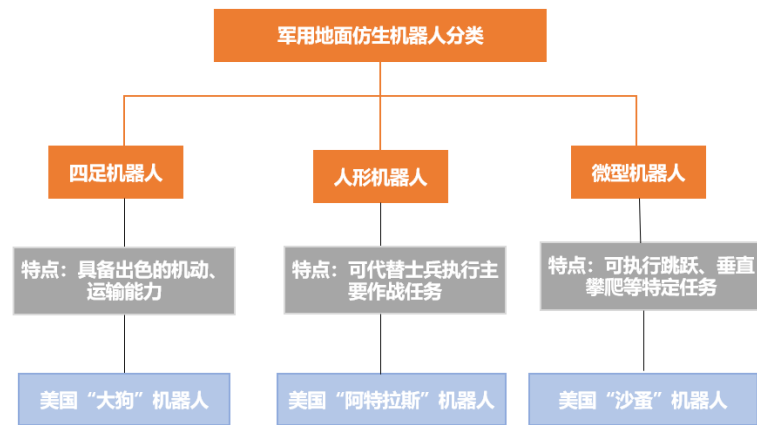 军用地面仿生机器人分类
四足机器人
人形机器人
微型机器人
特点：具备出色的机动、
运输能力
特点：可代替士兵执行主
要作战任务
特点：可执行跳跃、垂直
攀爬等特定任务
美国“大狗”机器人
美国“阿特拉斯”机器人
美国“沙蚤”机器人